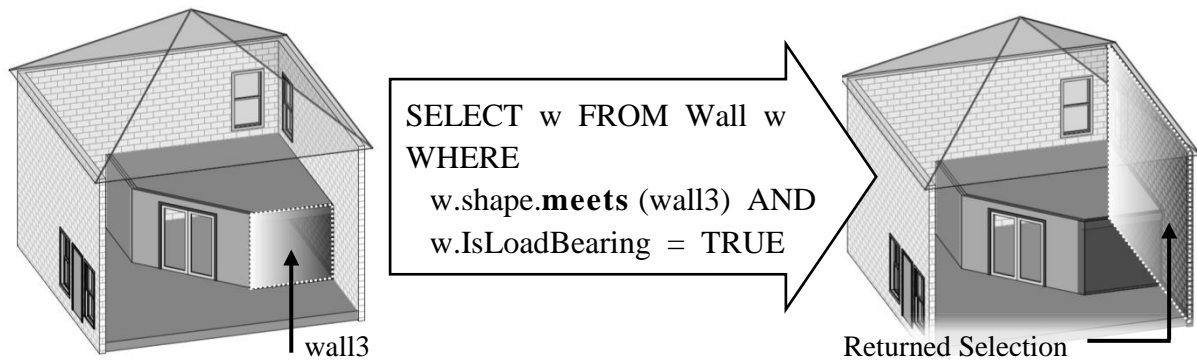 SELECT w FROM Wall w
WHERE
w.shape.meets (wall3) AND
w.IsLoadBearing = TRUE
wall3
Returned Selection